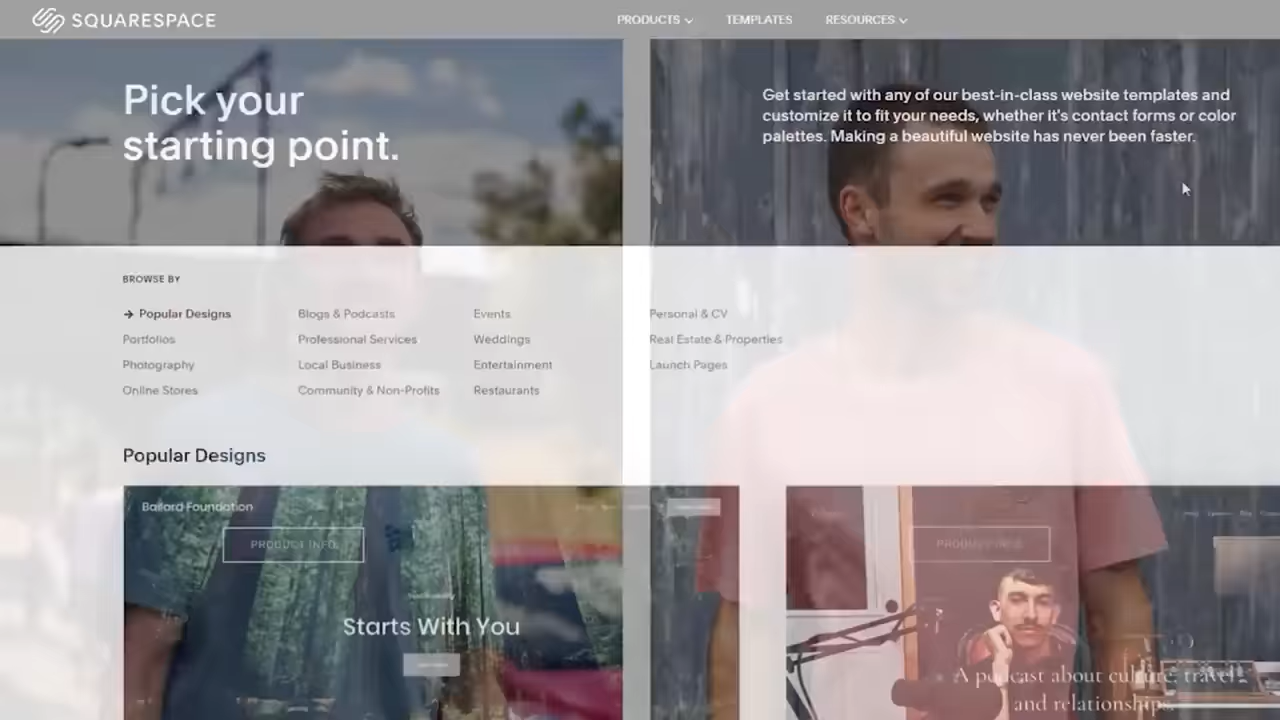 SQUARESPACE
PRODUCTS TEMPLATES RESOURCES
Pick your
starting point.
Get started with any of our best-in-class website templates and
customize it to fit your needs, whether it's contact forms or color
palettes. Making a beautiful website has never been faster.
BROWSE BY
Popular Designs
Portfolios
Photography
Online Stores
Blogs & Podcasts
Professional Services
Local Business
Community & Non-Profits
Events
Weddings
Entertainment
Restaurants
Personal & CV
Real Estate & Properties
Launch Pages
Popular Designs
Bailard Foundation
PRODUCT INFO
Starts With You
PRODUCT INFO
A podcast about culture, travel
and relationships.